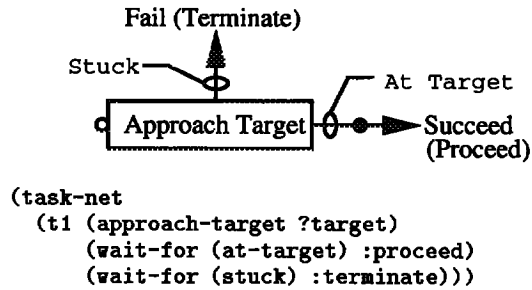 Fail (Terminate)
Stuck
At Target
Approach Target
Succeed
(Proceed)
(task-net
(t1 (approach-target ?target)
(wait-for (at-target) :proceed)
(wait-for (stuck) :terminate)))